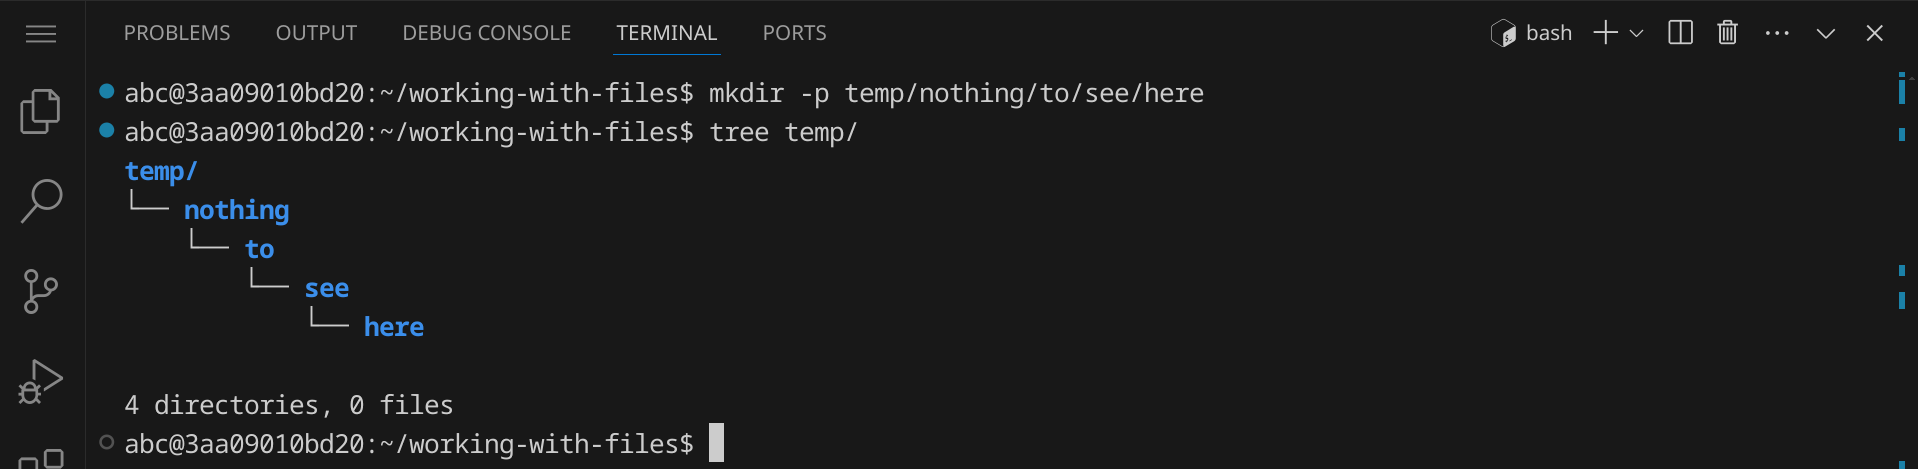 PROBLEMS OUTPUT DEBUG CONSOLE TERMINAL PORTS bash
abc@3aa09010bd20:~/working-with-files$ mkdir -p temp/nothing/to/see/here
abc@3aa09010bd20:~/working-with-files$ tree temp/
temp/
└── nothing
    └── to
        └── see
            └── here
4 directories, 0 files
abc@3aa09010bd20:~/working-with-files$